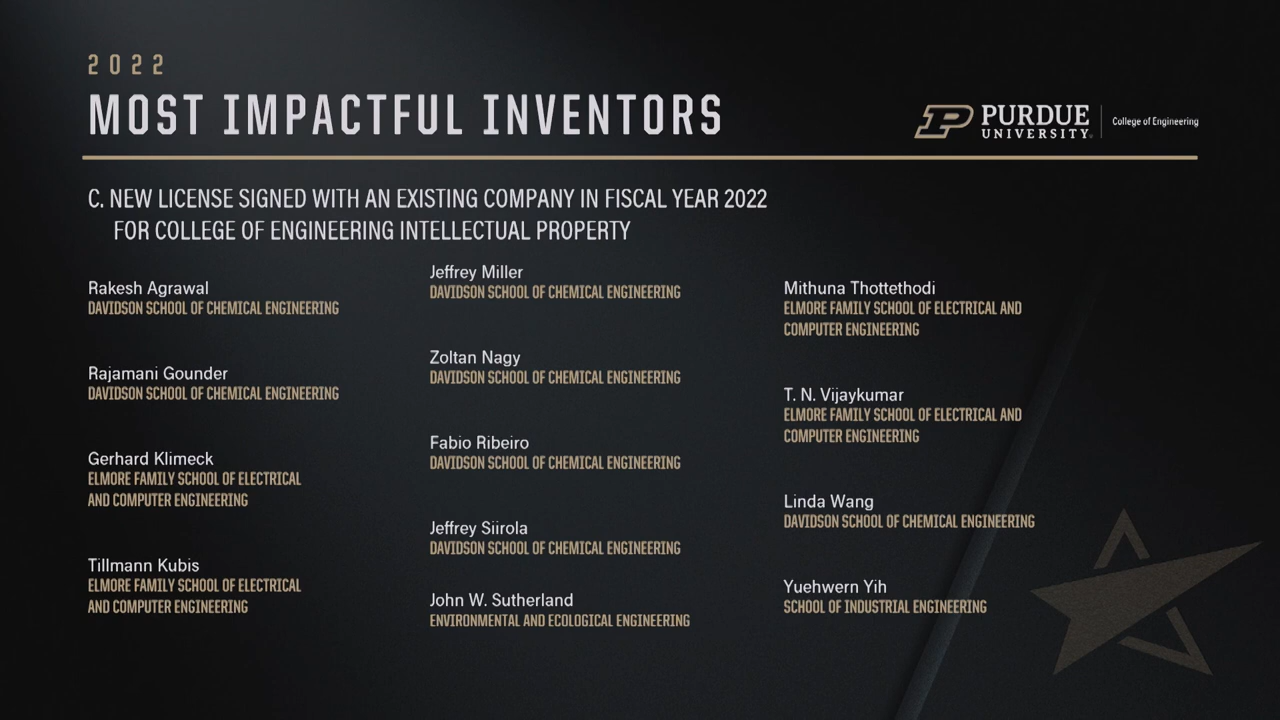 2022
MOST IMPACTFUL INVENTORS
PURDUE
UNIVERSITY
College of Engineering
C. NEW LICENSE SIGNED WITH AN EXISTING COMPANY IN FISCAL YEAR 2022
FOR COLLEGE OF ENGINEERING INTELLECTUAL PROPERTY
Rakesh Agrawal
DAVIDSON SCHOOL OF CHEMICAL ENGINEERING
Rajamani Gounder
DAVIDSON SCHOOL OF CHEMICAL ENGINEERING
Gerhard Klimeck
ELMORE FAMILY SCHOOL OF ELECTRICAL
AND COMPUTER ENGINEERING
Tillmann Kubis
ELMORE FAMILY SCHOOL OF ELECTRICAL
AND COMPUTER ENGINEERING
Jeffrey Miller
DAVIDSON SCHOOL OF CHEMICAL ENGINEERING
Zoltan Nagy
DAVIDSON SCHOOL OF CHEMICAL ENGINEERING
Fabio Ribeiro
DAVIDSON SCHOOL OF CHEMICAL ENGINEERING
Jeffrey Siirola
DAVIDSON SCHOOL OF CHEMICAL ENGINEERING
John W. Sutherland
ENVIRONMENTAL AND ECOLOGICAL ENGINEERING
Mithuna Thottethodi
ELMORE FAMILY SCHOOL OF ELECTRICAL AND
COMPUTER ENGINEERING
T. N. Vijaykumar
ELMORE FAMILY SCHOOL OF ELECTRICAL AND
COMPUTER ENGINEERING
Linda Wang
DAVIDSON SCHOOL OF CHEMICAL ENGINEERING
Yuehwern Yih
SCHOOL OF INDUSTRIAL ENGINEERING